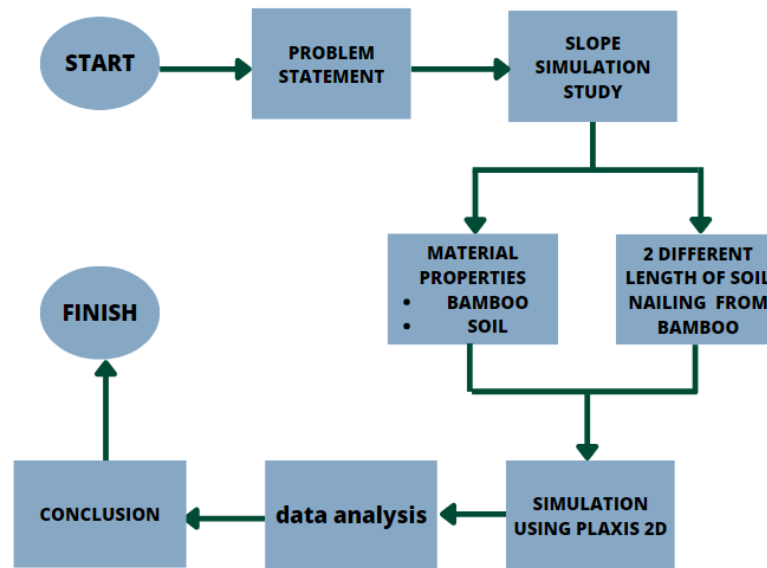 START
PROBLEM
STATEMENT
SLOPE
SIMULATION
STUDY
MATERIAL
PROPERTIES
• BAMBOO
• SOIL
2 DIFFERENT
LENGTH OF SOIL
NAILING FROM
BAMBOO
SIMULATION
USING PLAXIS 2D
data analysis
CONCLUSION
FINISH